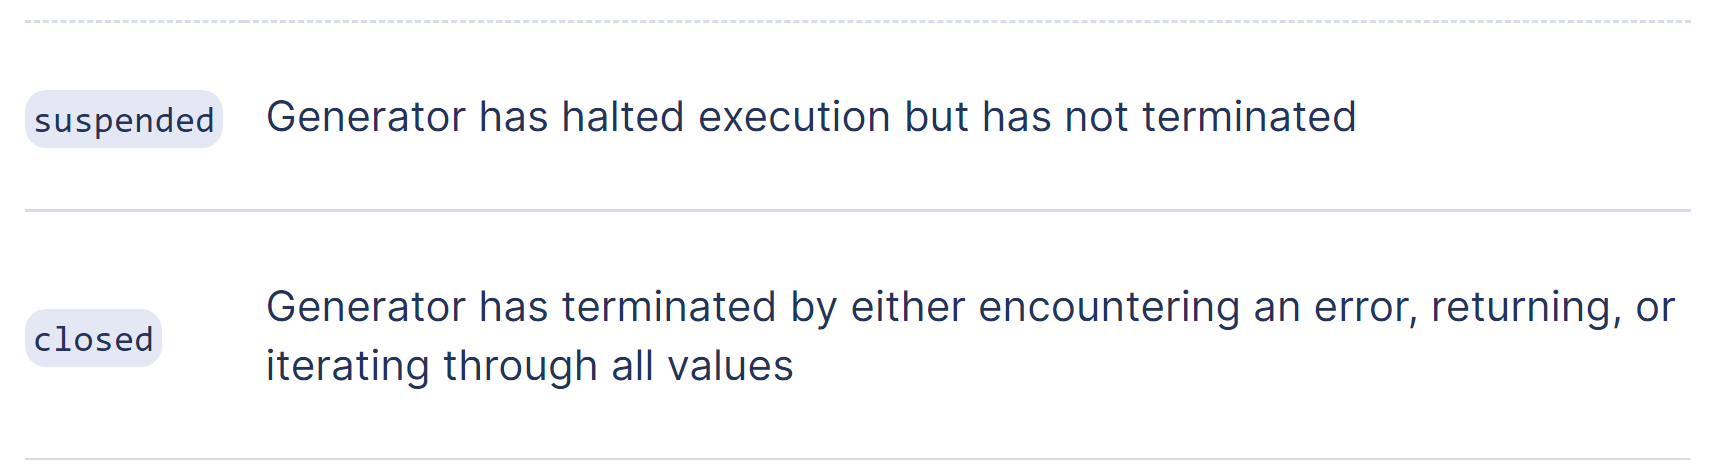 suspended Generator has halted execution but has not terminated
closed Generator has terminated by either encountering an error, returning, or
iterating through all values